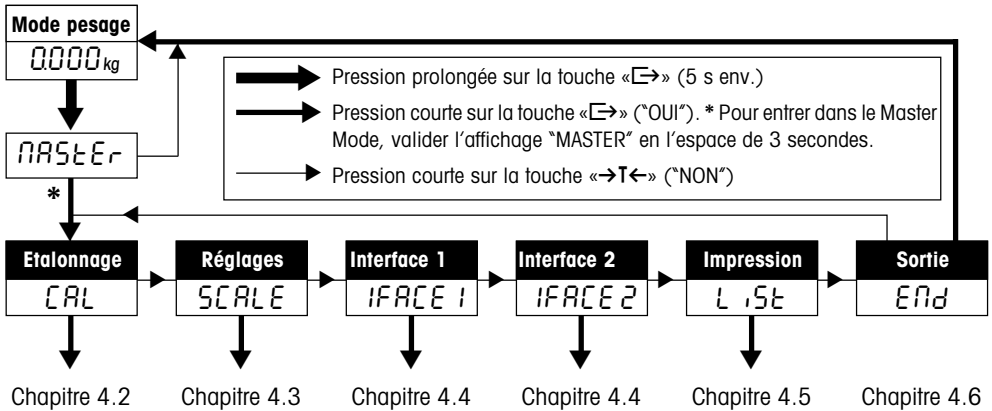 Mode pesage
0.000 kg
Pression prolongée sur la touche «⎘→» (5 s env.)
Pression courte sur la touche «⎘→» ("OUI"). * Pour entrer dans le Master
Mode, valider l'affichage "MASTER" en l'espace de 3 secondes.
Pression courte sur la touche «→T←» ("NON")
MAStEr
*
Etalonnage
Réglages
Interface 1
Interface 2
Impression
Sortie
CAL
SCALE
IFACE 1
IFACE 2
LiSt
End
Chapitre 4.2
Chapitre 4.3
Chapitre 4.4
Chapitre 4.4
Chapitre 4.5
Chapitre 4.6